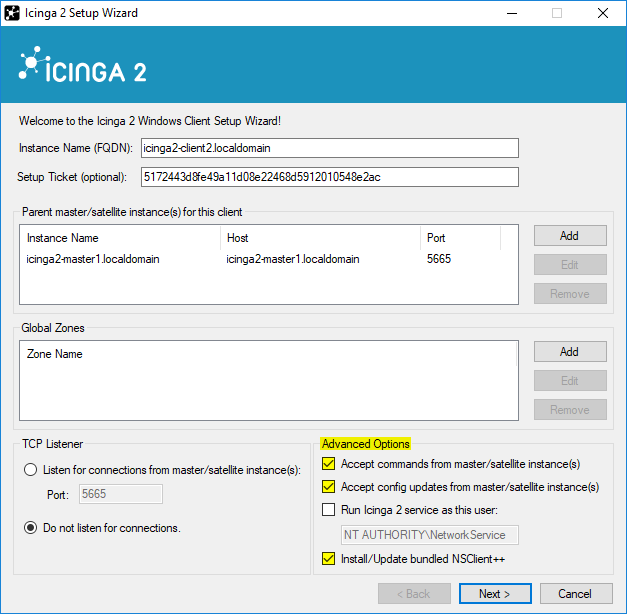 Icinga 2 Setup Wizard
ICINGA 2
Welcome to the Icinga 2 Windows Client Setup Wizard!
Instance Name (FQDN): icinga2-client2.localdomain
Setup Ticket (optional): 5172443d8fe49a11d08e22468d5912010548e2ac
Parent master/satellite instance(s) for this client
Instance Name Host Port
icinga2-master1.localdomain icinga2-master1.localdomain 5665
Add
Edit
Remove
Global Zones
Zone Name
Add
Edit
Remove
TCP Listener
Listen for connections from master/satellite instance(s):
Port: 5665
Do not listen for connections.
Advanced Options
Accept commands from master/satellite instance(s)
Accept config updates from master/satellite instance(s)
Run Icinga 2 service as this user:
NT AUTHORITY\NetworkService
Install/Update bundled NSClient++
< Back Next > Cancel